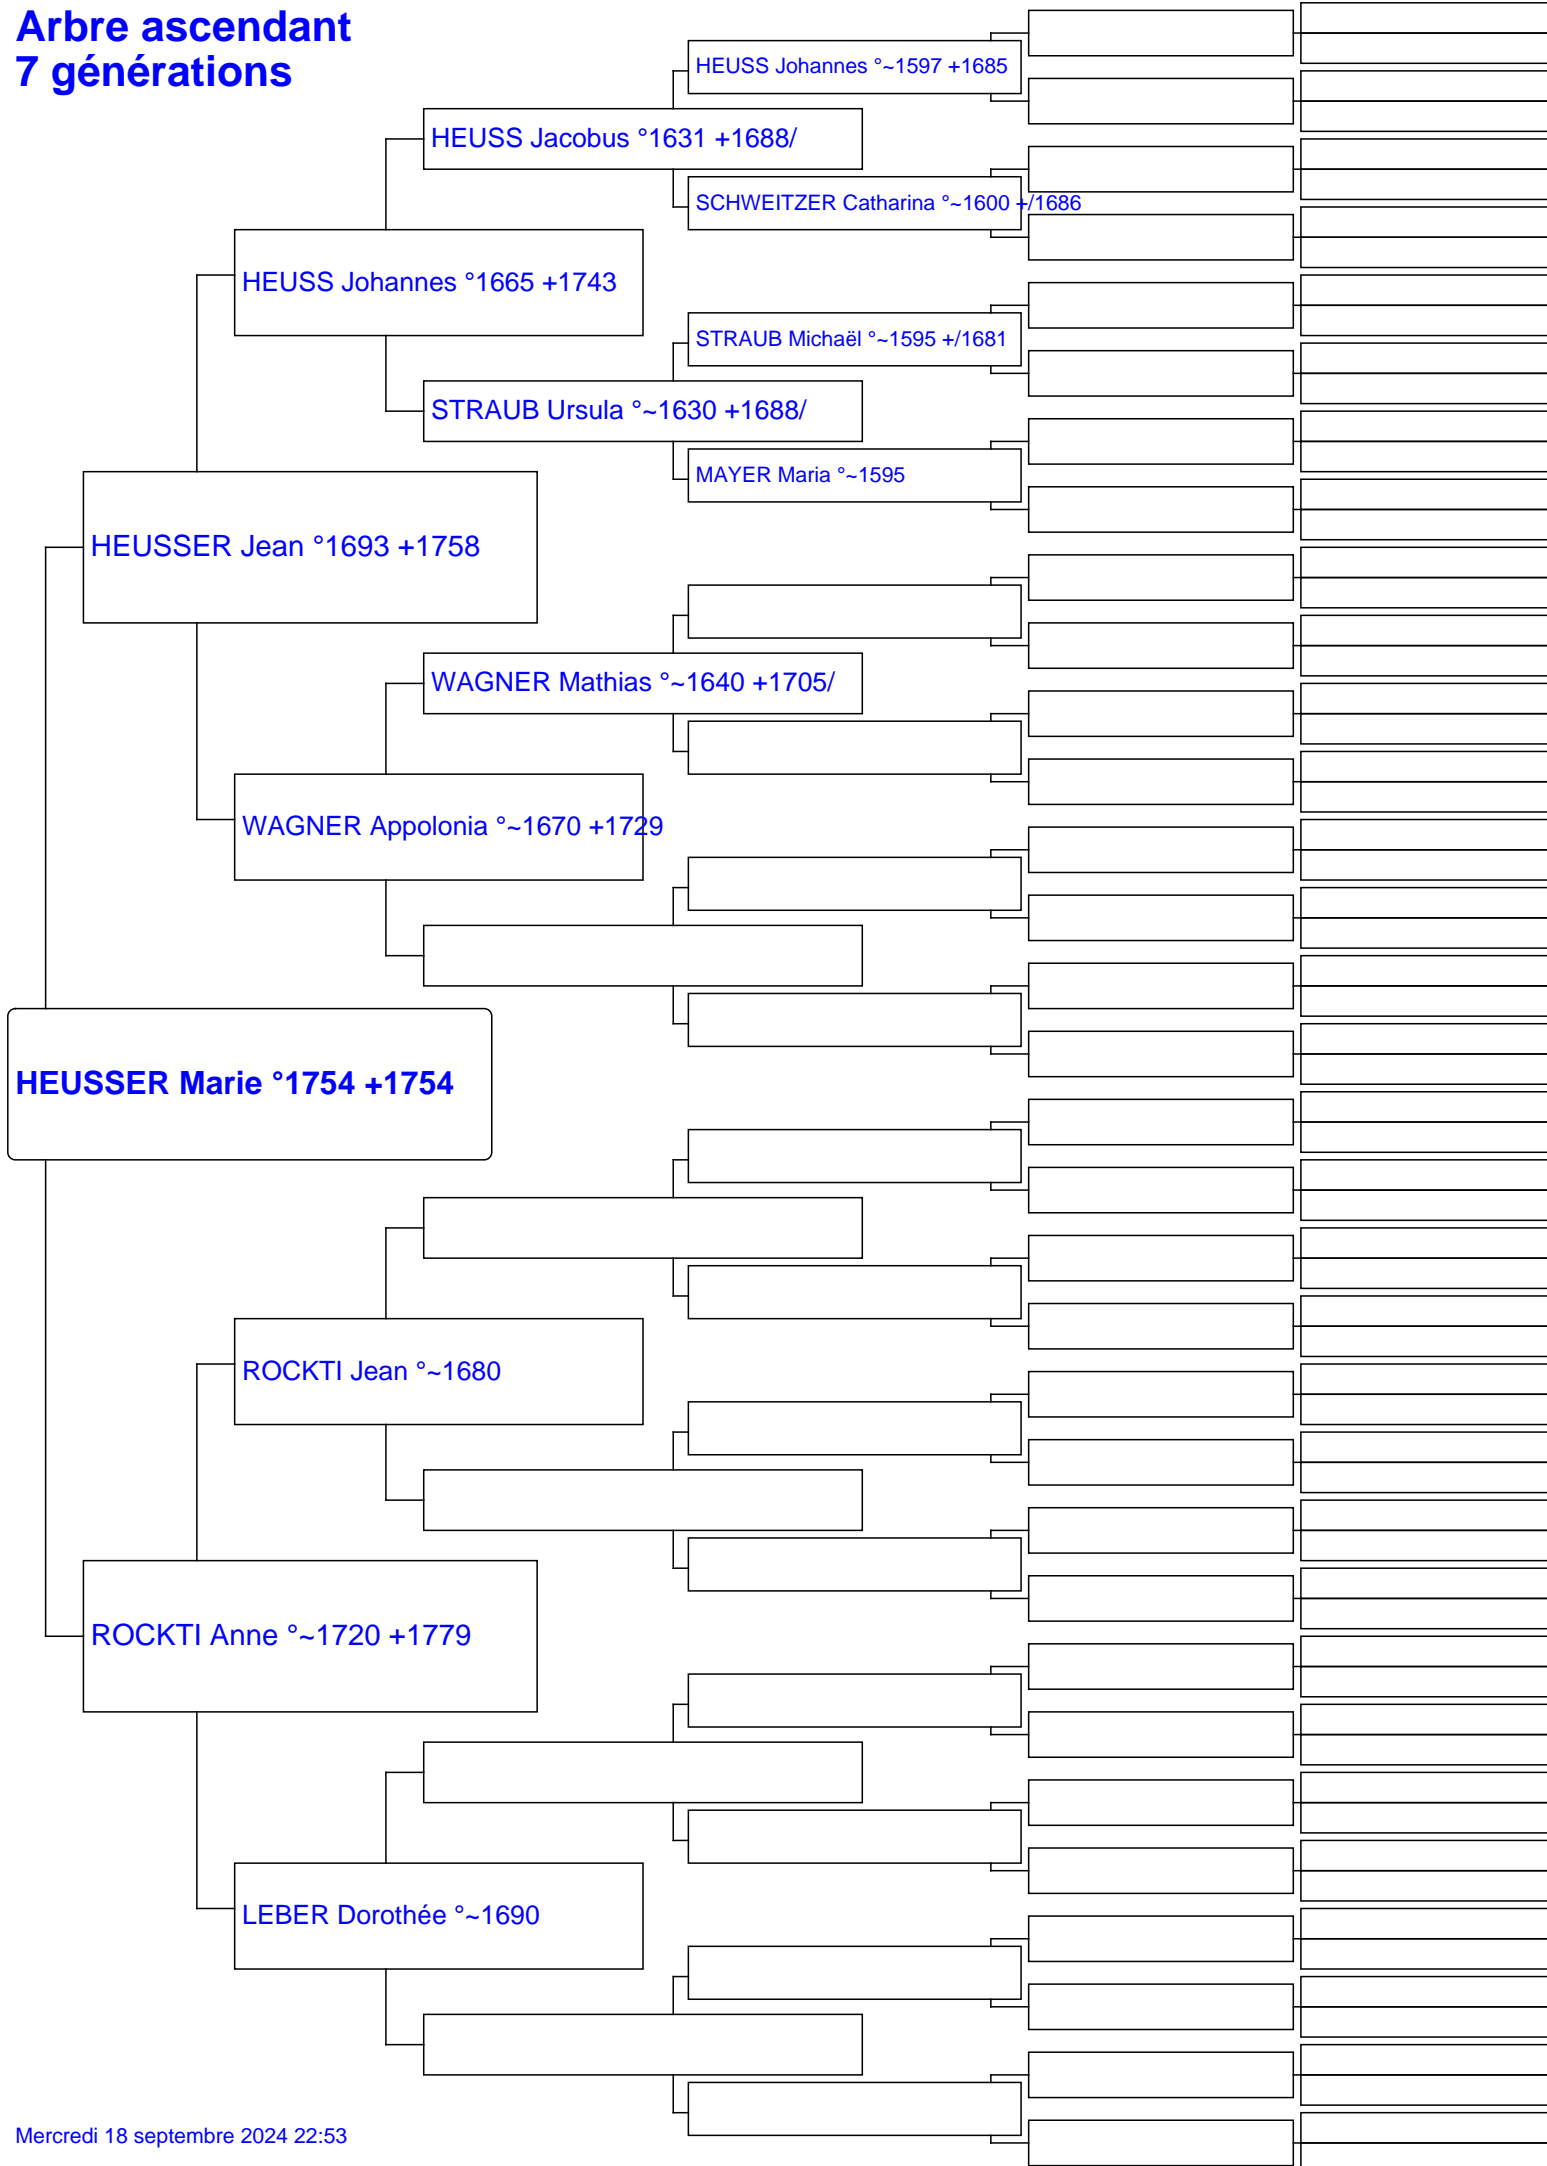 Arbre ascendant
7 générations
HEUSS Johannes °~1597 +1685
HEUSS Jacobus °1631 +1688/
SCHWEITZER Catharina °~1600 +/1686
HEUSS Johannes °1665 +1743
STRAUB Michaël °~1595 +/1681
STRAUB Ursula °~1630 +1688/
MAYER Maria °~1595
HEUSSER Jean °1693 +1758
WAGNER Mathias °~1640 +1705/
WAGNER Appolonia °~1670 +1729
HEUSSER Marie °1754 +1754
ROCKTI Jean °~1680
ROCKTI Anne °~1720 +1779
LEBER Dorothée °~1690
Mercredi 18 septembre 2024 22:53